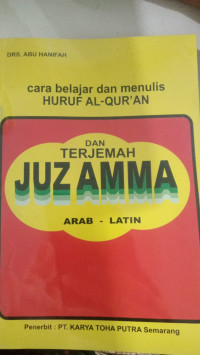 DRS. ABU HANIFAH
cara belajar dan menulis
HURUF AL-QUR'AN
DAN
TERJEMAH
JUZ AMMA
ARAB - LATIN
Penerbit : PT. KARYA TOHA PUTRA Semarang